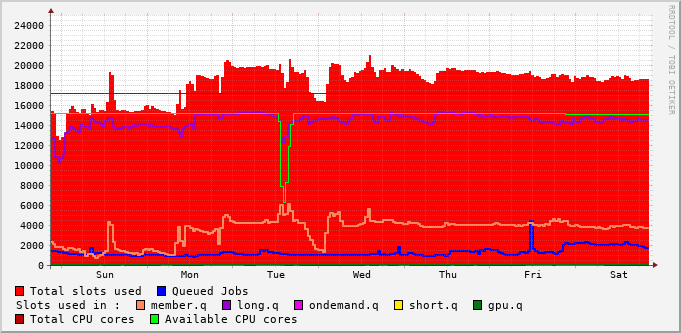 24000
22000
20000
18000
16000
14000
12000
10000
8000
6000
4000
2000
0
Sun Mon Tue Wed Thu Fri Sat
RRDTOOL / TOBI OETIKER
Total slots used Queued Jobs
Slots used in : member.q long.q ondemand.q short.q gpu.q
Total CPU cores Available CPU cores